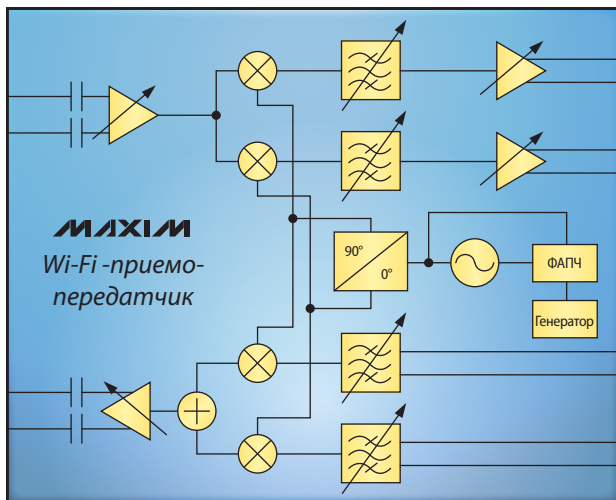 MAXIM
Wi-Fi -приемо-
передатчик
90°
0°
ФАПЧ
Генератор